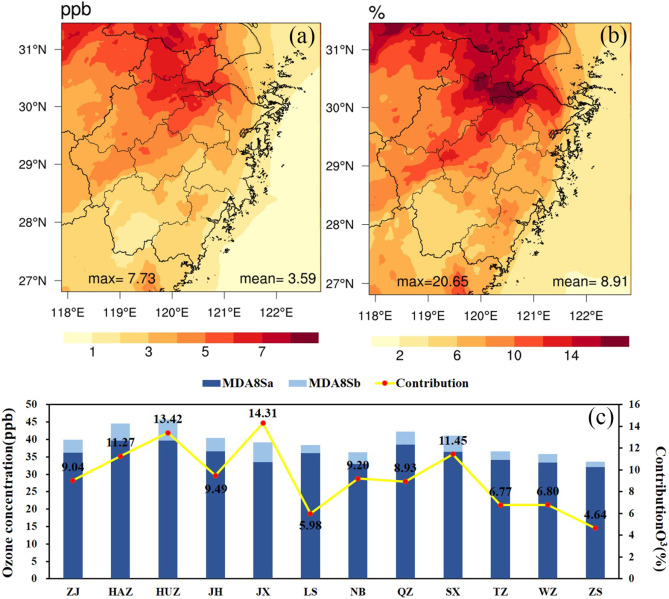 ppb
(a)
31°N
30°N
29°N
28°N
27°N
max= 7.73
mean= 3.59
118°E
119°E
120°E
121°E
122°E
1
3
5
7
%
(b)
31°N
30°N
29°N
28°N
27°N
max=20.65
mean= 8.91
118°E
119°E
120°E
121°E
122°E
2
6
10
14
MDA8Sa
MDA8Sb
Contribution
(c)
Ozone concentration(ppb)
50
45
40
35
30
25
20
15
10
5
0
9.04
11.27
13.42
9.49
14.31
5.98
9.20
8.93
11.45
6.77
6.80
4.64
16
14
12
10
8
6
4
2
0
ContributionO³(%)
ZJ
HAZ
HUZ
JH
JX
LS
NB
QZ
SX
TZ
WZ
ZS